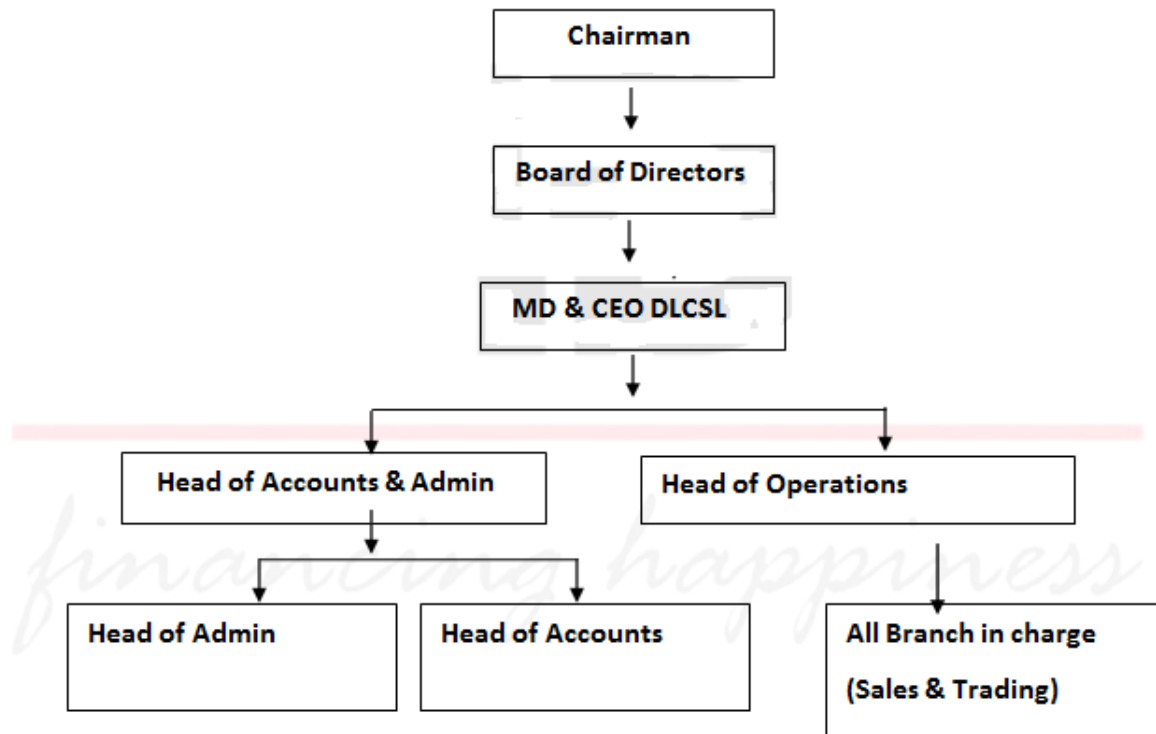 Chairman
Board of Directors
MD & CEO DLCSL
Head of Accounts & Admin
Head of Operations
financing happiness
Head of Admin
Head of Accounts
All Branch in charge
(Sales & Trading)